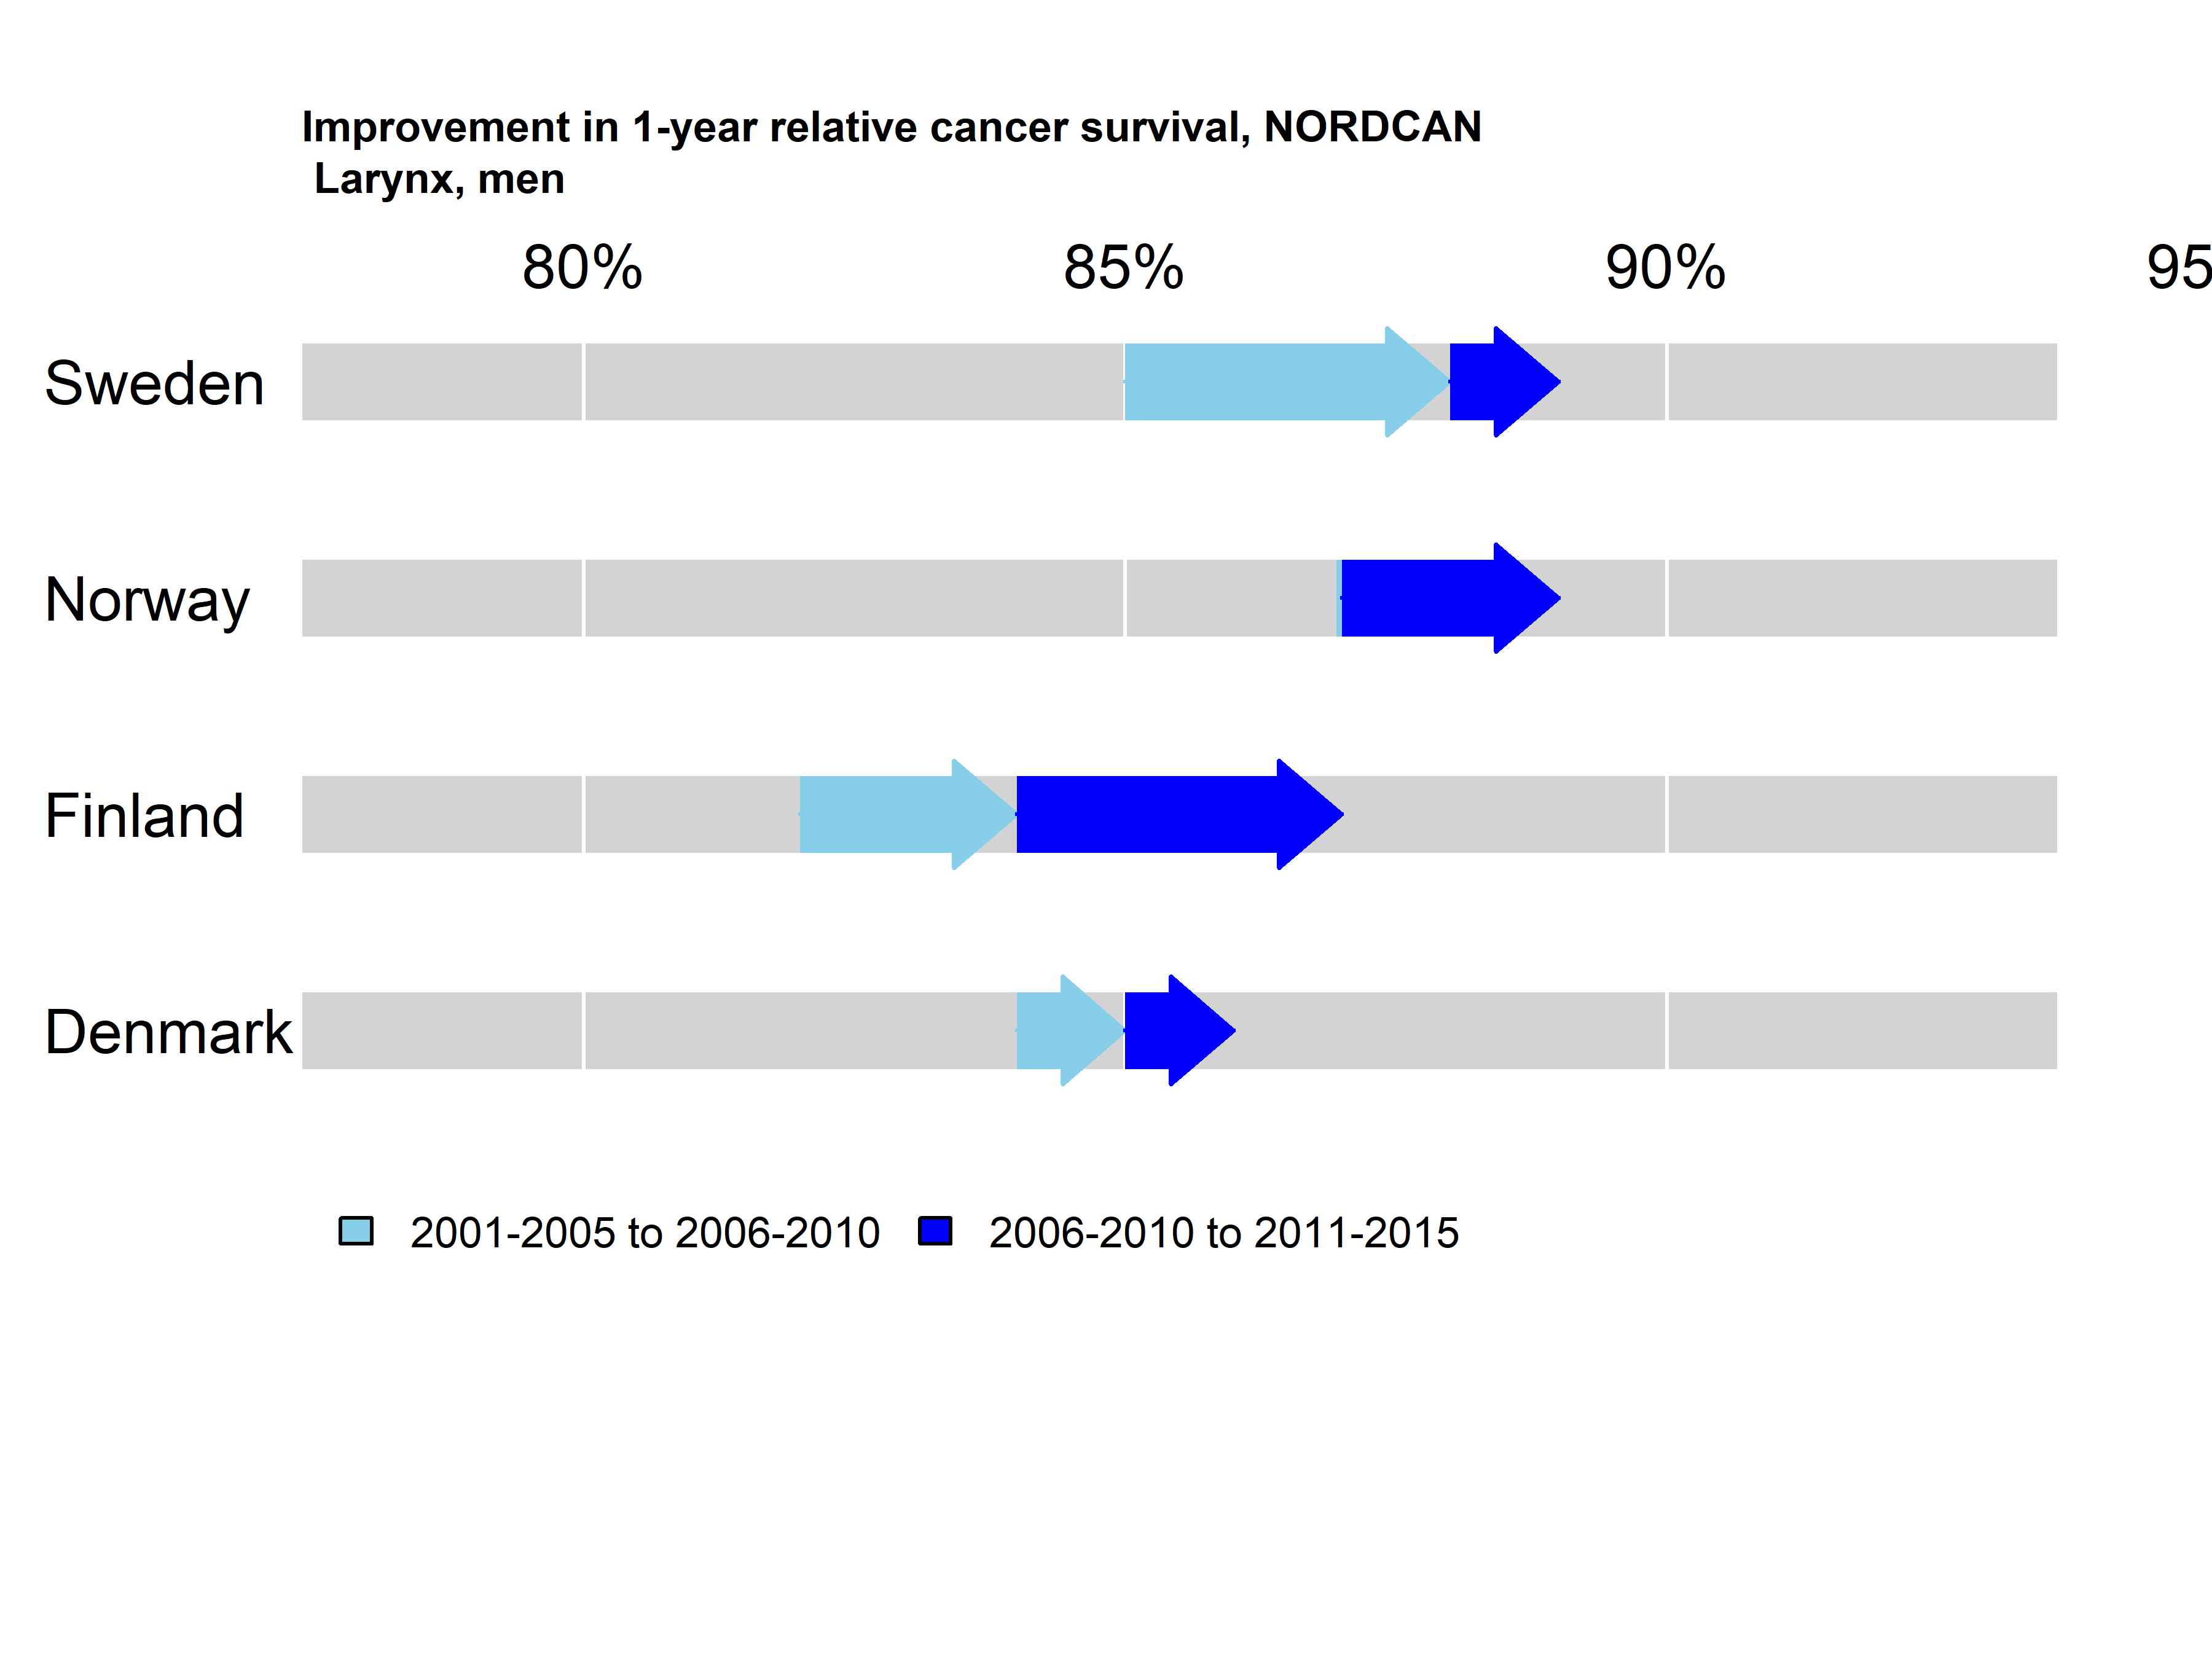 Improvement in 1-year relative cancer survival, NORDCAN
Larynx, men
80% 85% 90% 95
Sweden
Norway
Finland
Denmark
2001-2005 to 2006-2010 2006-2010 to 2011-2015